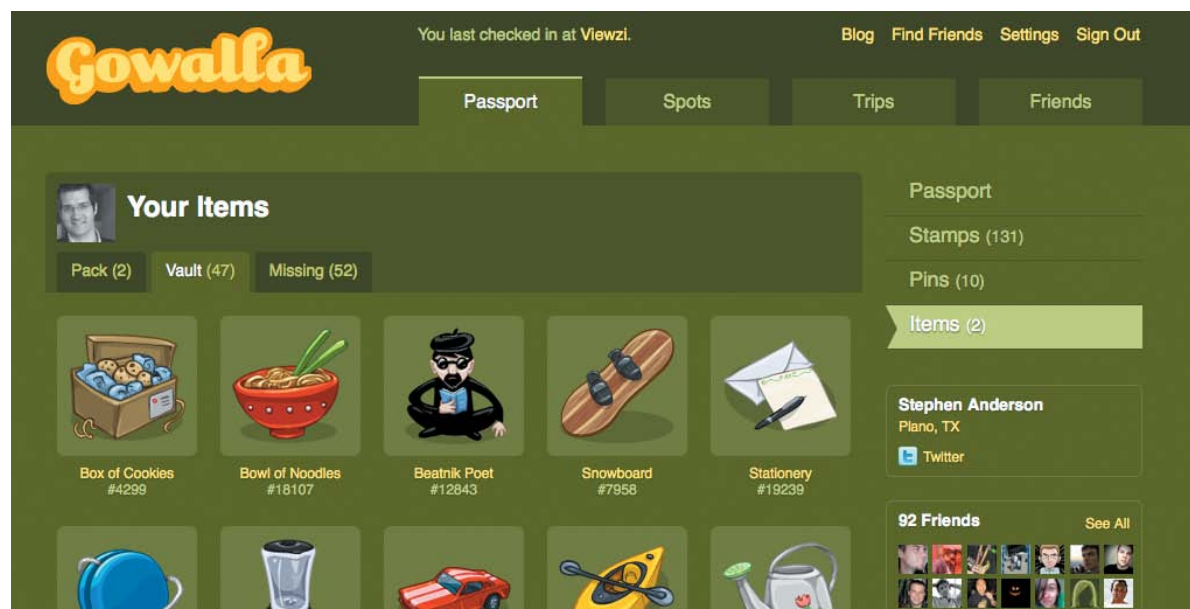 Gowalla
You last checked in at Viewzi.
Blog Find Friends Settings Sign Out
Passport Spots Trips Friends
Your Items
Pack (2) Vault (47) Missing (52)
Box of Cookies
#4299
Bowl of Noodles
#18107
Beatnik Poet
#12843
Snowboard
#7958
Stationery
#19239
Passport
Stamps (131)
Pins (10)
Items (2)
Stephen Anderson
Plano, TX
Twitter
92 Friends See All